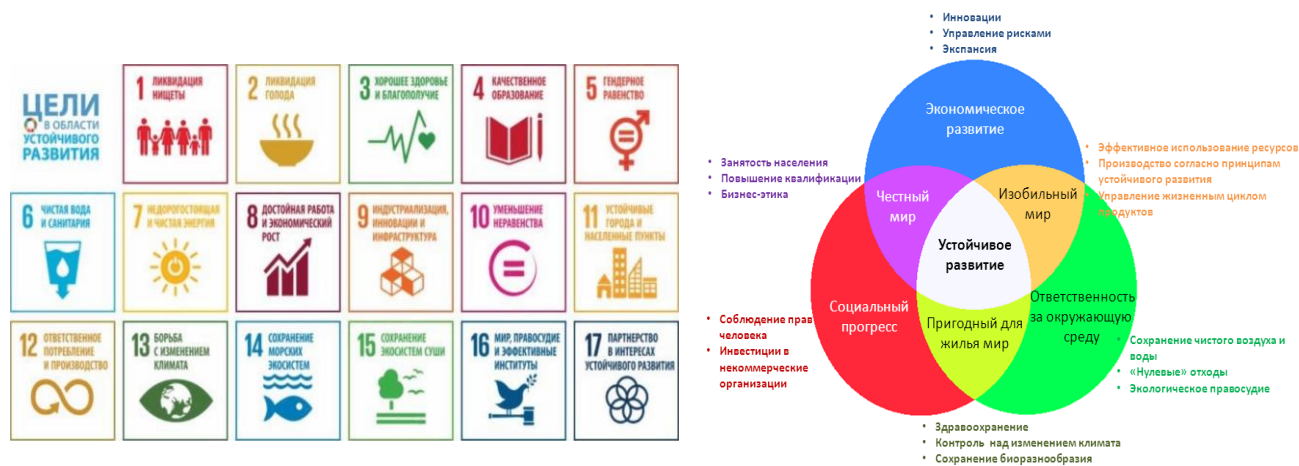 ЦЕЛИ
В ОБЛАСТИ
УСТОЙЧИВОГО
РАЗВИТИЯ
1 ЛИКВИДАЦИЯ
НИЩЕТЫ
2 ЛИКВИДАЦИЯ
ГОЛОДА
3 ХОРОШЕЕ ЗДОРОВЬЕ
И БЛАГОПОЛУЧИЕ
4 КАЧЕСТВЕННОЕ
ОБРАЗОВАНИЕ
5 ГЕНДЕРНОЕ
РАВЕНСТВО
6 ЧИСТАЯ ВОДА
И САНИТАРИЯ
7 НЕДОРОГОСТОЯЩАЯ
И ЧИСТАЯ ЭНЕРГИЯ
8 ДОСТОЙНАЯ РАБОТА
И ЭКОНОМИЧЕСКИЙ
РОСТ
9 ИНДУСТРИАЛИЗАЦИЯ,
ИННОВАЦИИ И
ИНФРАСТРУКТУРА
10 УМЕНЬШЕНИЕ
НЕРАВЕНСТВА
11 УСТОЙЧИВЫЕ
ГОРОДА И
НАСЕЛЕННЫЕ ПУНКТЫ
12 ОТВЕТСТВЕННОЕ
ПОТРЕБЛЕНИЕ
И ПРОИЗВОДСТВО
13 БОРЬБА
С ИЗМЕНЕНИЕМ
КЛИМАТА
14 СОХРАНЕНИЕ
МОРСКИХ
ЭКОСИСТЕМ
15 СОХРАНЕНИЕ
ЭКОСИСТЕМ СУШИ
16 МИР, ПРАВОСУДИЕ
И ЭФФЕКТИВНЫЕ
ИНСТИТУТЫ
17 ПАРТНЕРСТВО
В ИНТЕРЕСАХ
УСТОЙЧИВОГО РАЗВИТИЯ
• Инновации
• Управление рисками
• Экспансия
Экономическое
развитие
• Занятость населения
• Повышение квалификации
• Бизнес-этика
• Эффективное использование ресурсов
• Производство согласно принципам
устойчивого развития
• Управление жизненным циклом
продуктов
Честный
мир
Изобильный
мир
Устойчивое
развитие
Социальный
прогресс
Пригодный для
жилья мир
Ответственность
за окружающую
среду
• Соблюдение прав
человека
• Инвестиции в
некоммерческие
организации
• Сохранение чистого воздуха и
воды
• «Нулевые» отходы
• Экологическое правосудие
• Здравоохранение
• Контроль над изменением климата
• Сохранение биоразнообразия